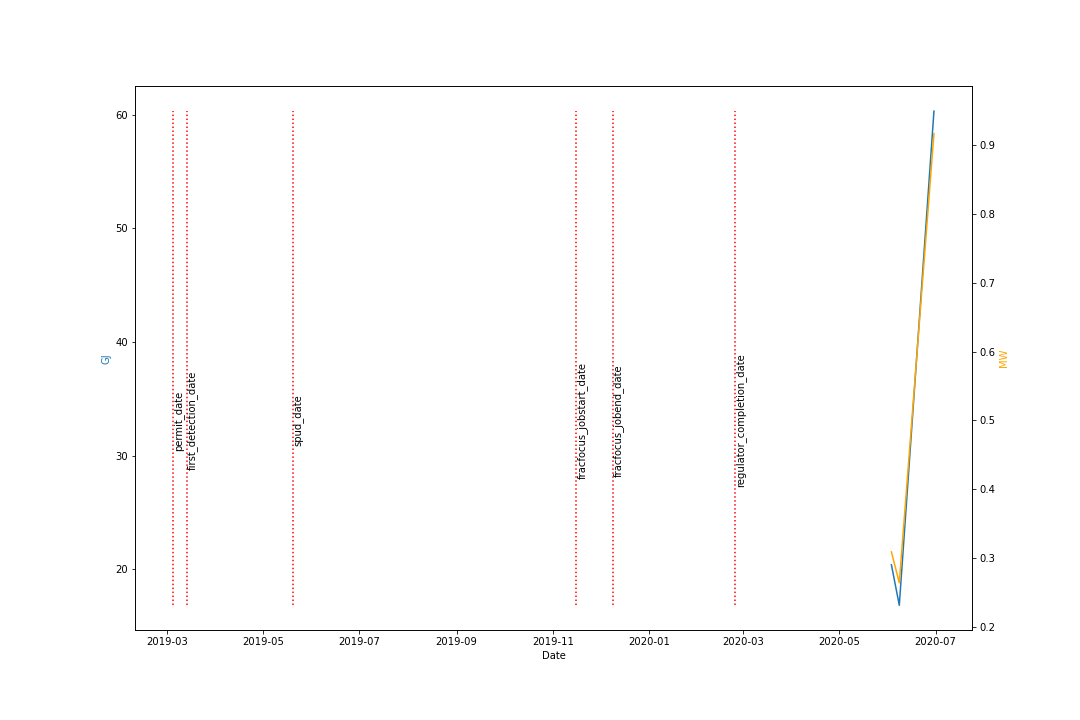 60
50
40
30
20
GJ
permit_date
first_detection_date
spud_date
fracfocus_jobstart_date
fracfocus_jobend_date
regulator_completion_date
0.9
0.8
0.7
0.6
0.5
0.4
0.3
0.2
MW
2019-03 2019-05 2019-07 2019-09 2019-11 2020-01 2020-03 2020-05 2020-07
Date